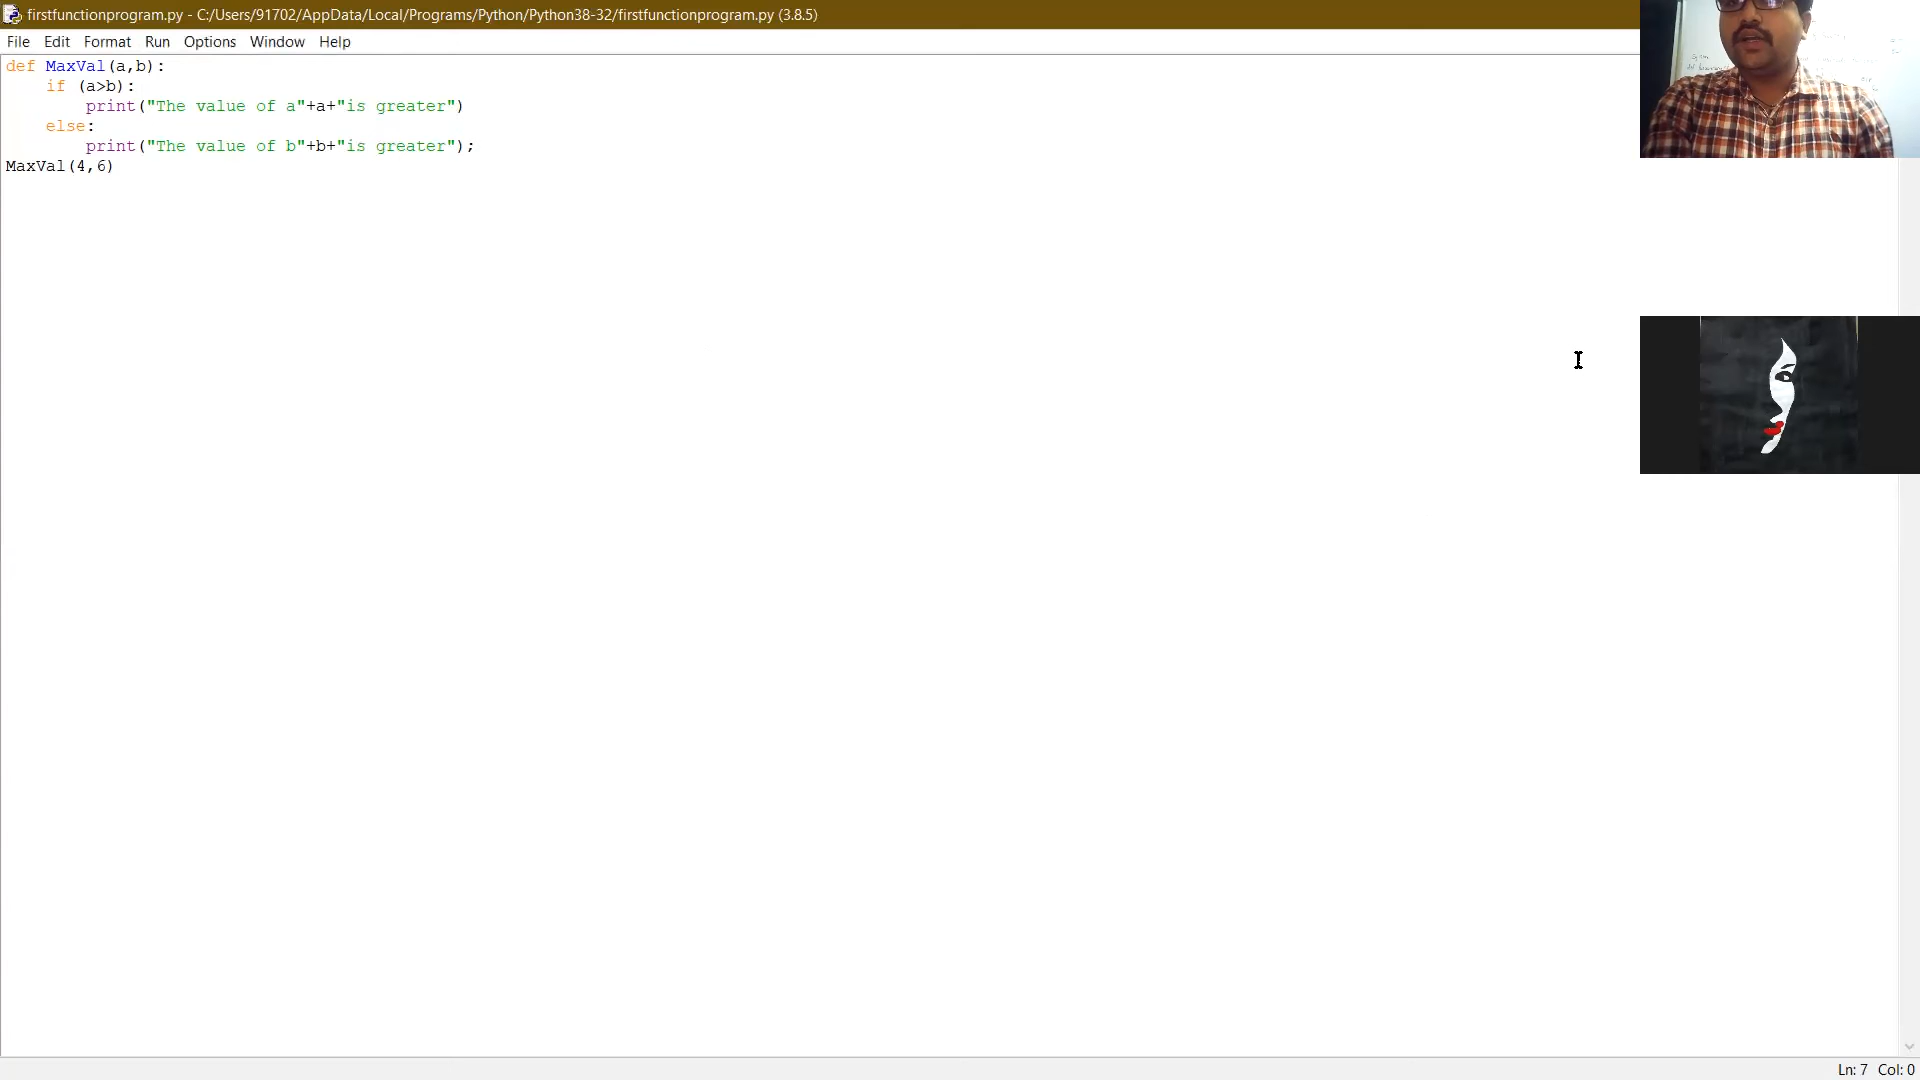 firstfunctionprogram.py - C:/Users/91702/AppData/Local/Programs/Python/Python38-32/firstfunctionprogram.py (3.8.5)
File Edit Format Run Options Window Help
def MaxVal(a,b):
    if (a>b):
        print("The value of a"+a+"is greater")
    else:
        print("The value of b"+b+"is greater");
MaxVal(4,6)
Ln: 7 Col: 0